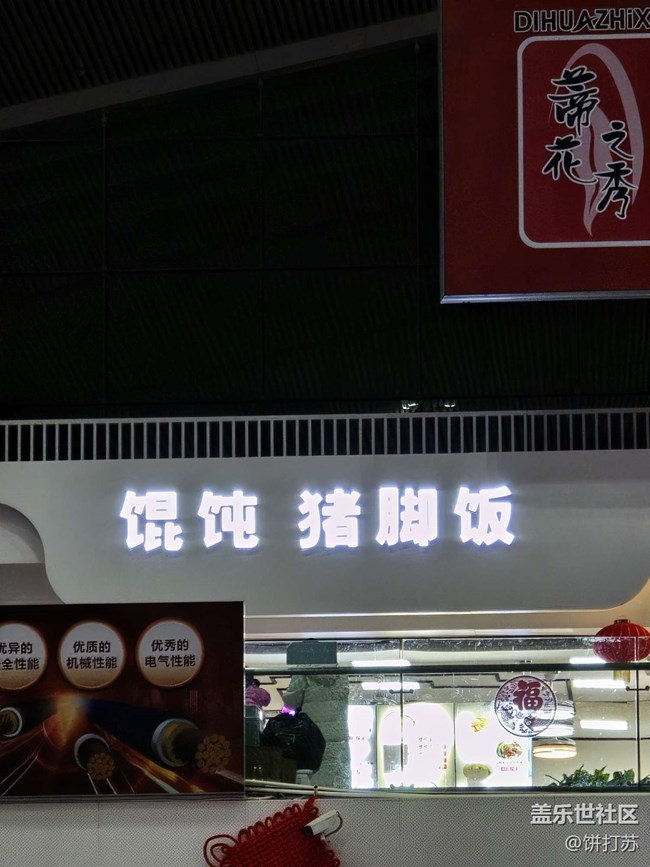 DIHUAZHIX
蒂花
之秀
馄饨 猪脚饭
优异的
全性能
优质的
机械性能
优秀的
电气性能
福
盖乐世社区
@饼打苏